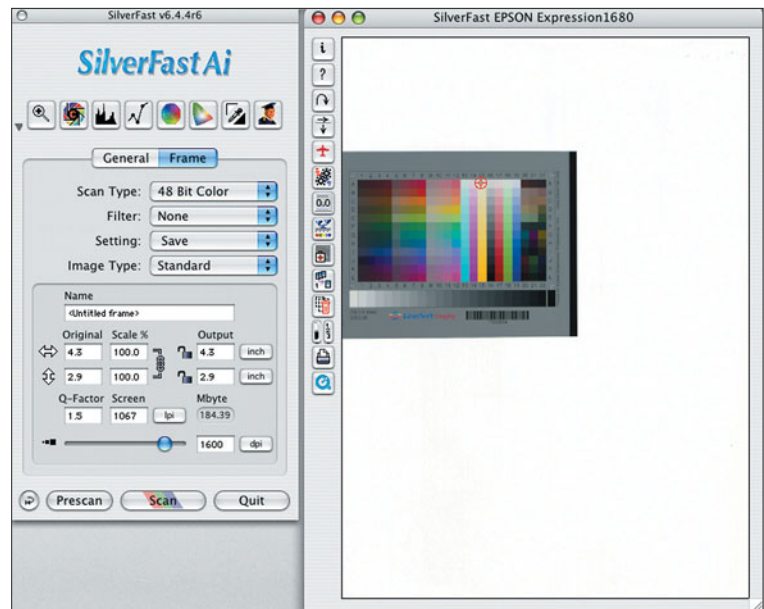 SilverFast v6.4.4r6
SilverFast Ai
General Frame
Scan Type: 48 Bit Color
Filter: None
Setting: Save
Image Type: Standard
Name
<Untitled frame>
Original Scale % Output
4.3 100.0 4.3 inch
2.9 100.0 2.9 inch
Q-Factor Screen Mbyte
1.5 1067 lpi 184.39
1600 dpi
Prescan Scan Quit
SilverFast EPSON Expression1680
i
?
0.0
SilverFast